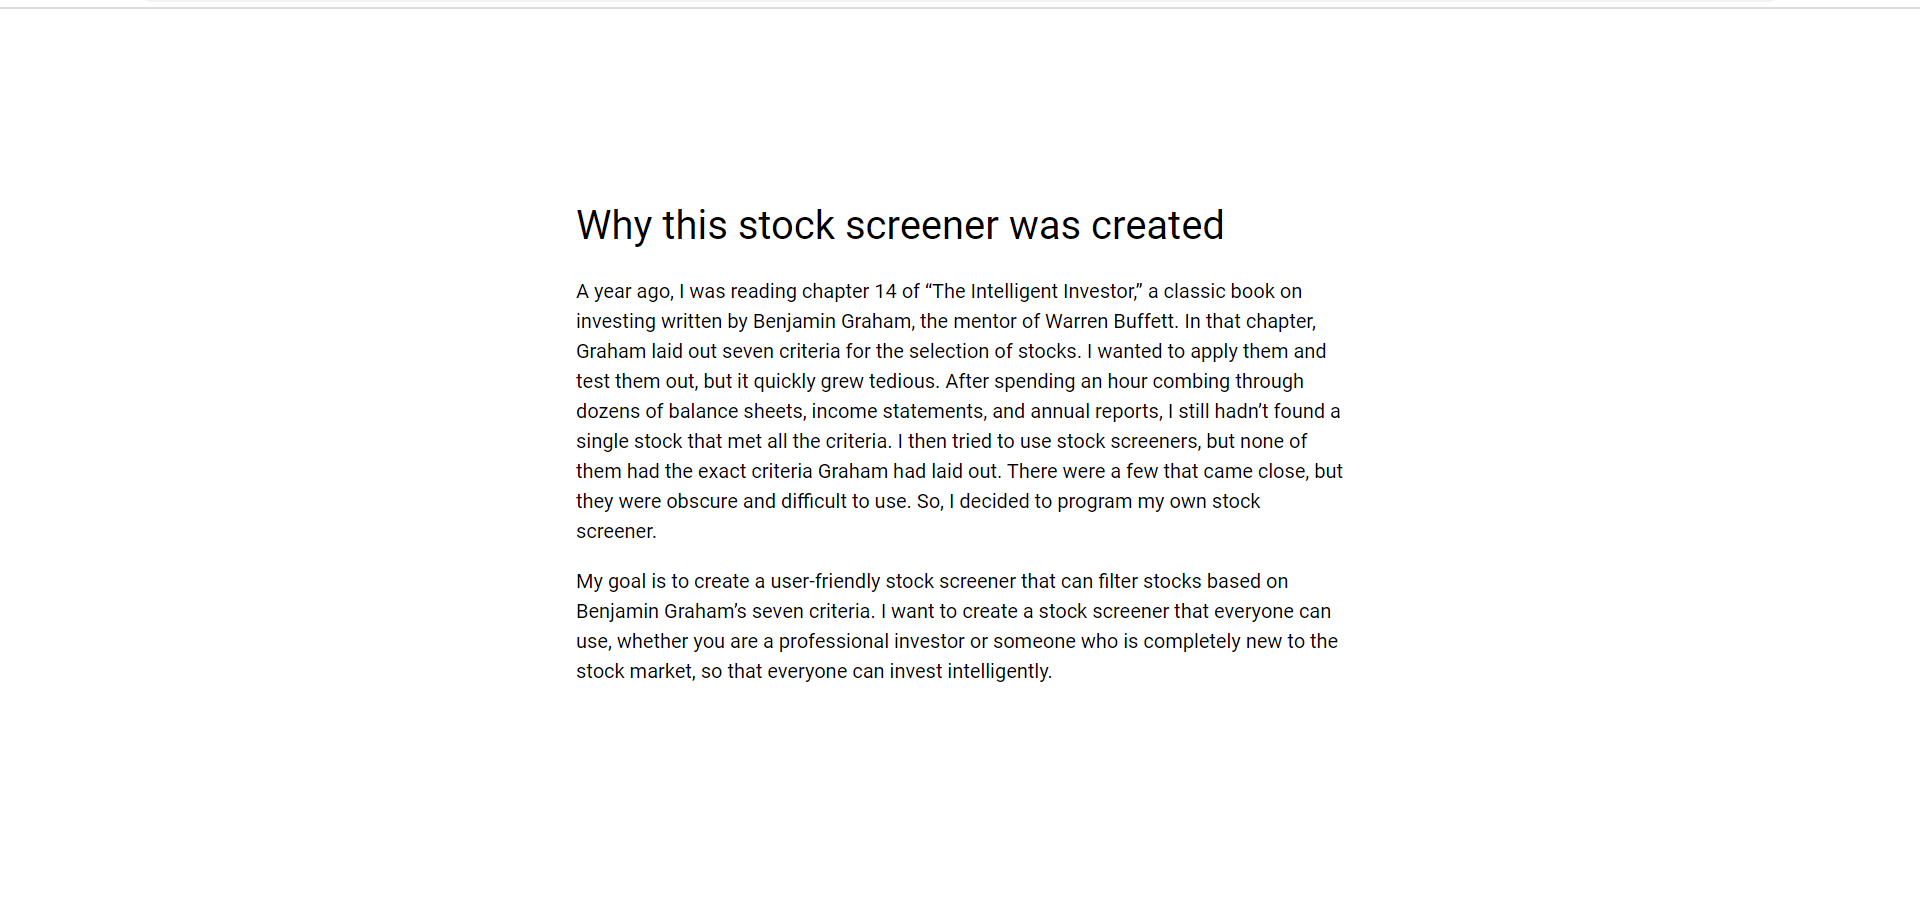 Why this stock screener was created
A year ago, I was reading chapter 14 of “The Intelligent Investor,” a classic book on
investing written by Benjamin Graham, the mentor of Warren Buffett. In that chapter,
Graham laid out seven criteria for the selection of stocks. I wanted to apply them and
test them out, but it quickly grew tedious. After spending an hour combing through
dozens of balance sheets, income statements, and annual reports, I still hadn’t found a
single stock that met all the criteria. I then tried to use stock screeners, but none of
them had the exact criteria Graham had laid out. There were a few that came close, but
they were obscure and difficult to use. So, I decided to program my own stock
screener.
My goal is to create a user-friendly stock screener that can filter stocks based on
Benjamin Graham’s seven criteria. I want to create a stock screener that everyone can
use, whether you are a professional investor or someone who is completely new to the
stock market, so that everyone can invest intelligently.